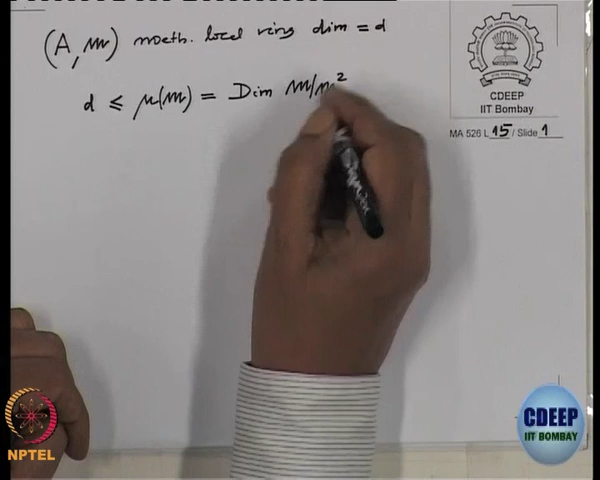 (A, m) noeth. local ring dim = d
d ≤ μ(m) = Dim m/m²
CDEEP
IIT Bombay
MA 526 L 15 / Slide 1
NPTEL
CDEEP
IIT BOMBAY